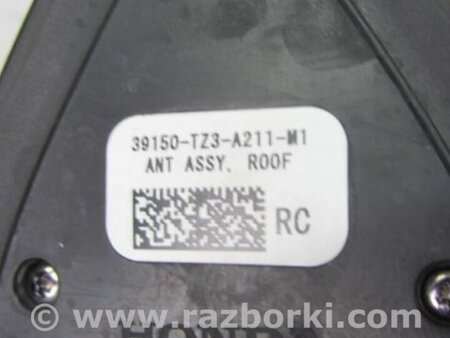 39150-TZ3-A211-M1
ANT ASSY, ROOF
RC
© www.razborki.com